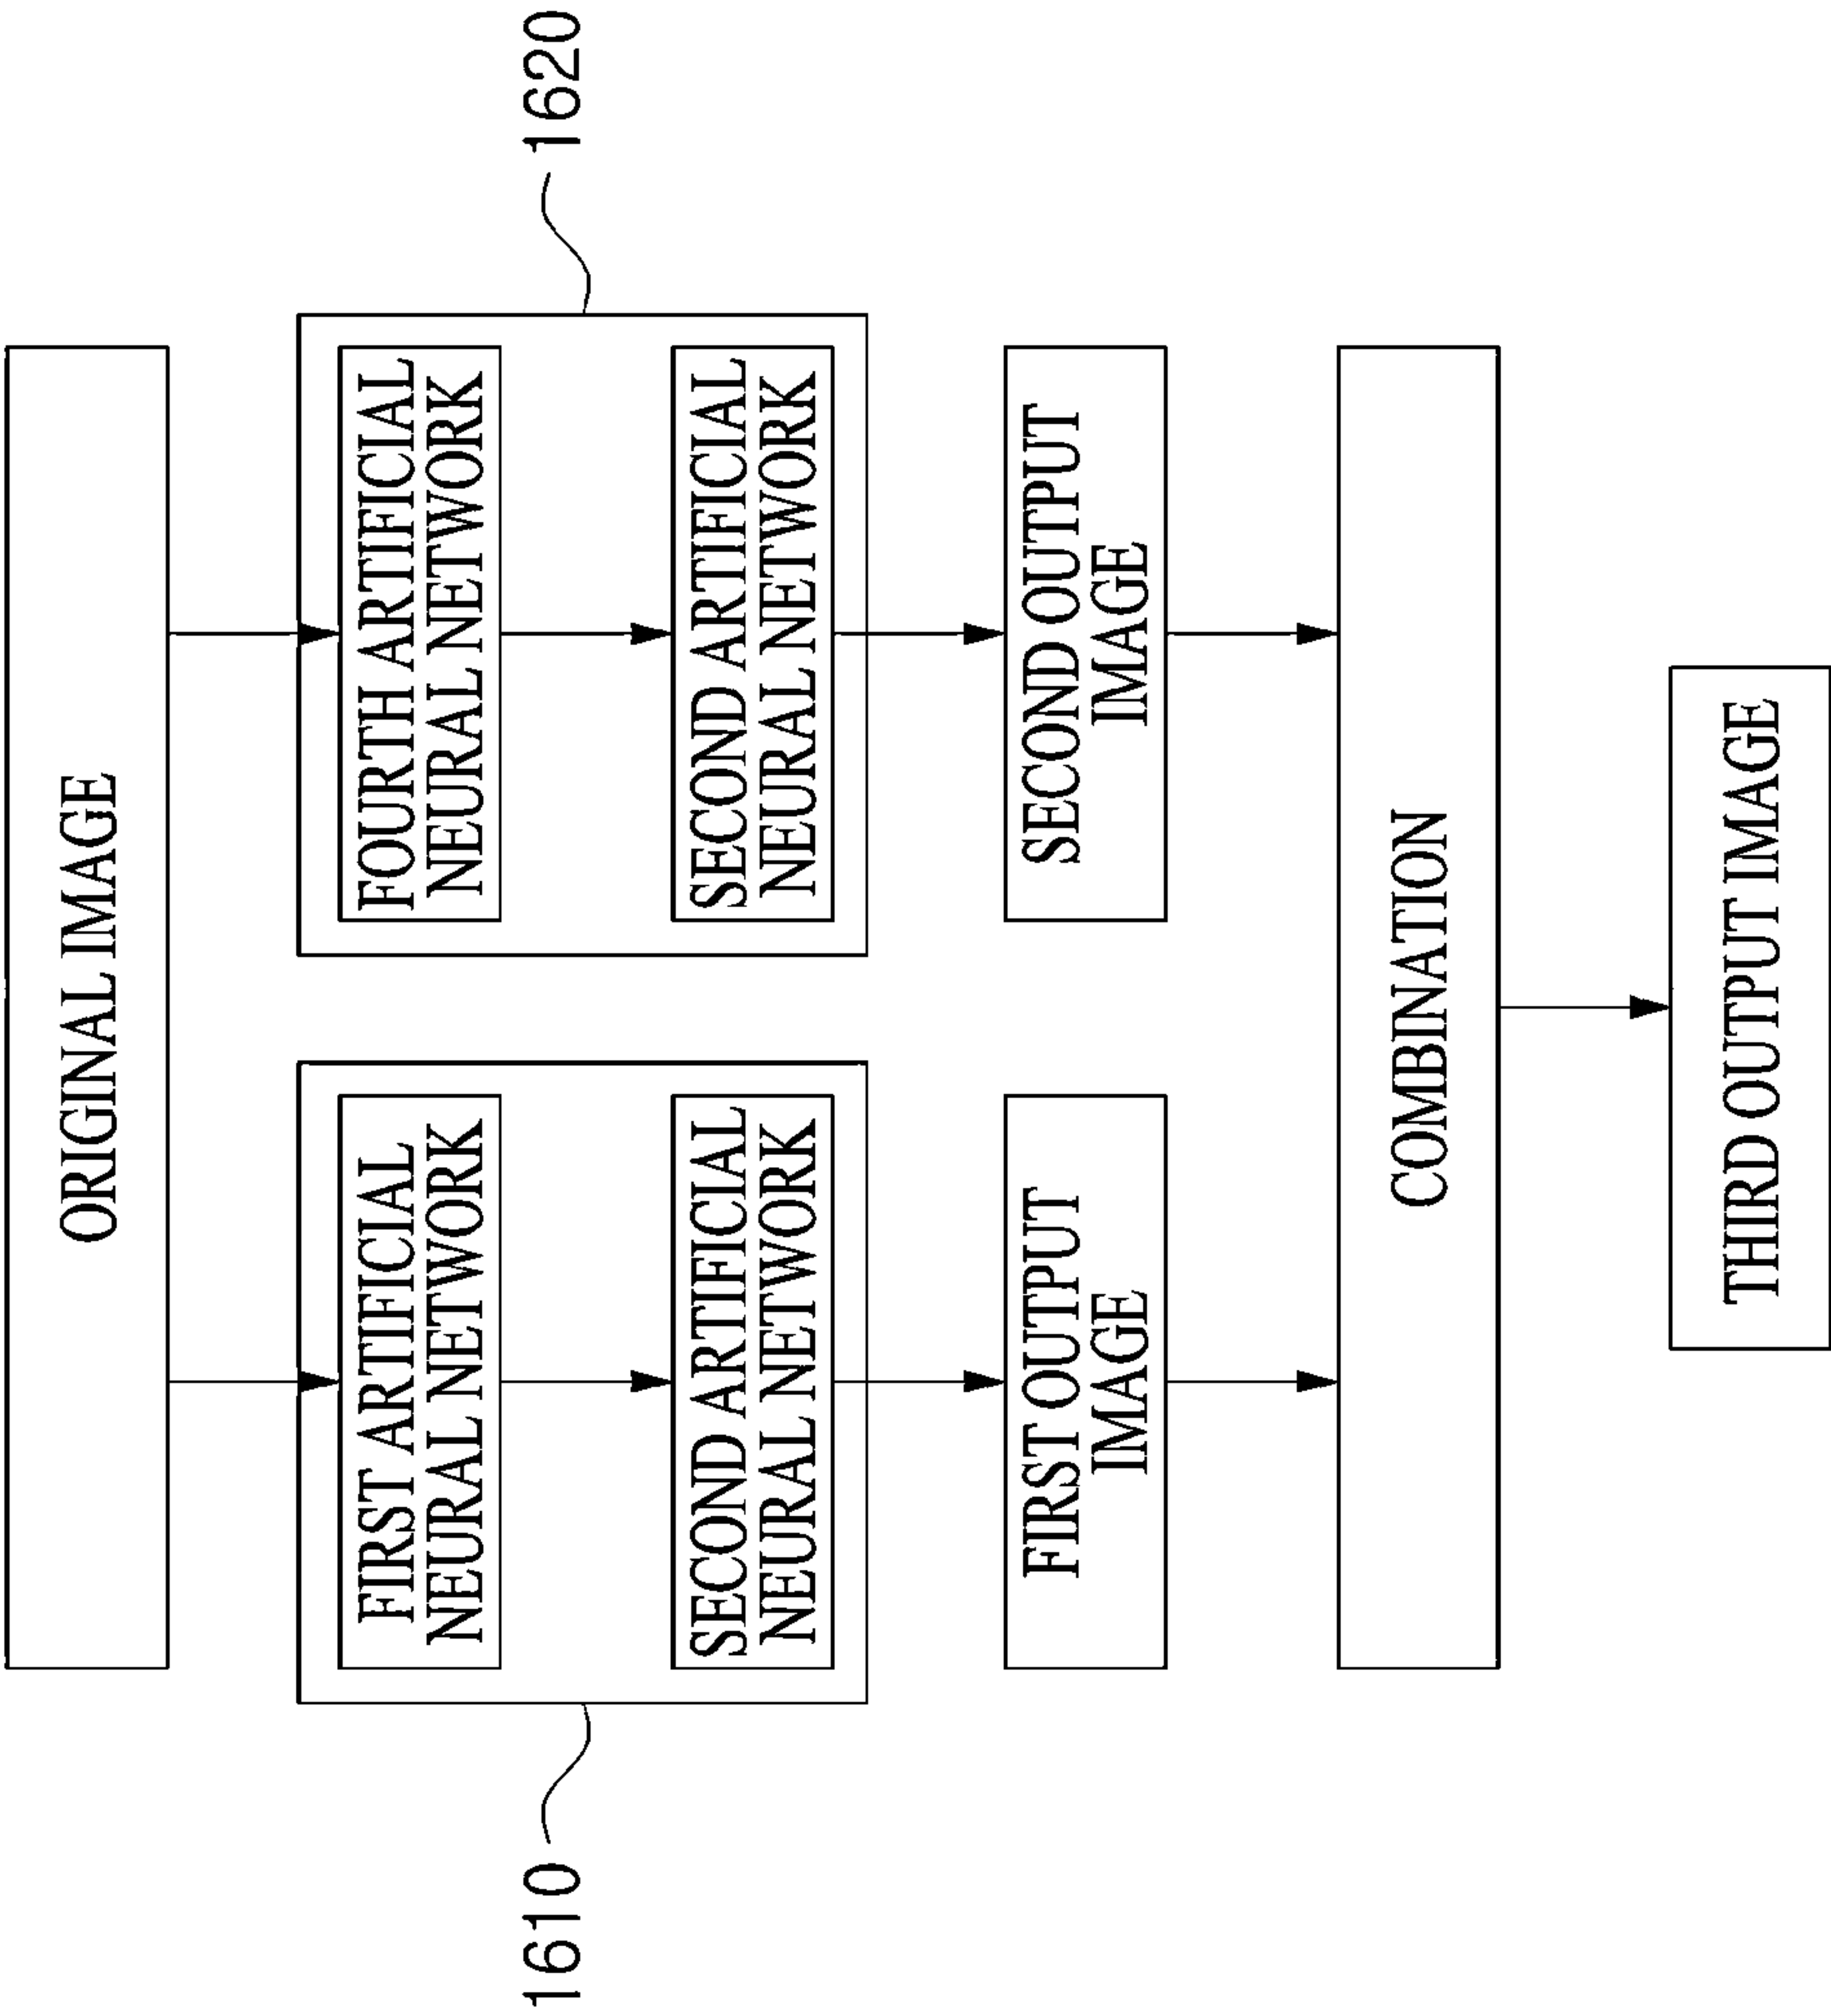 ORIGINAL IMAGE
1610
FIRST ARTIFICIAL
NEURAL NETWORK
SECOND ARTIFICIAL
NEURAL NETWORK
FIRST OUTPUT
IMAGE
1620
FOURTH ARTIFICIAL
NEURAL NETWORK
SECOND ARTIFICIAL
NEURAL NETWORK
SECOND OUTPUT
IMAGE
COMBINATION
THIRD OUTPUT IMAGE